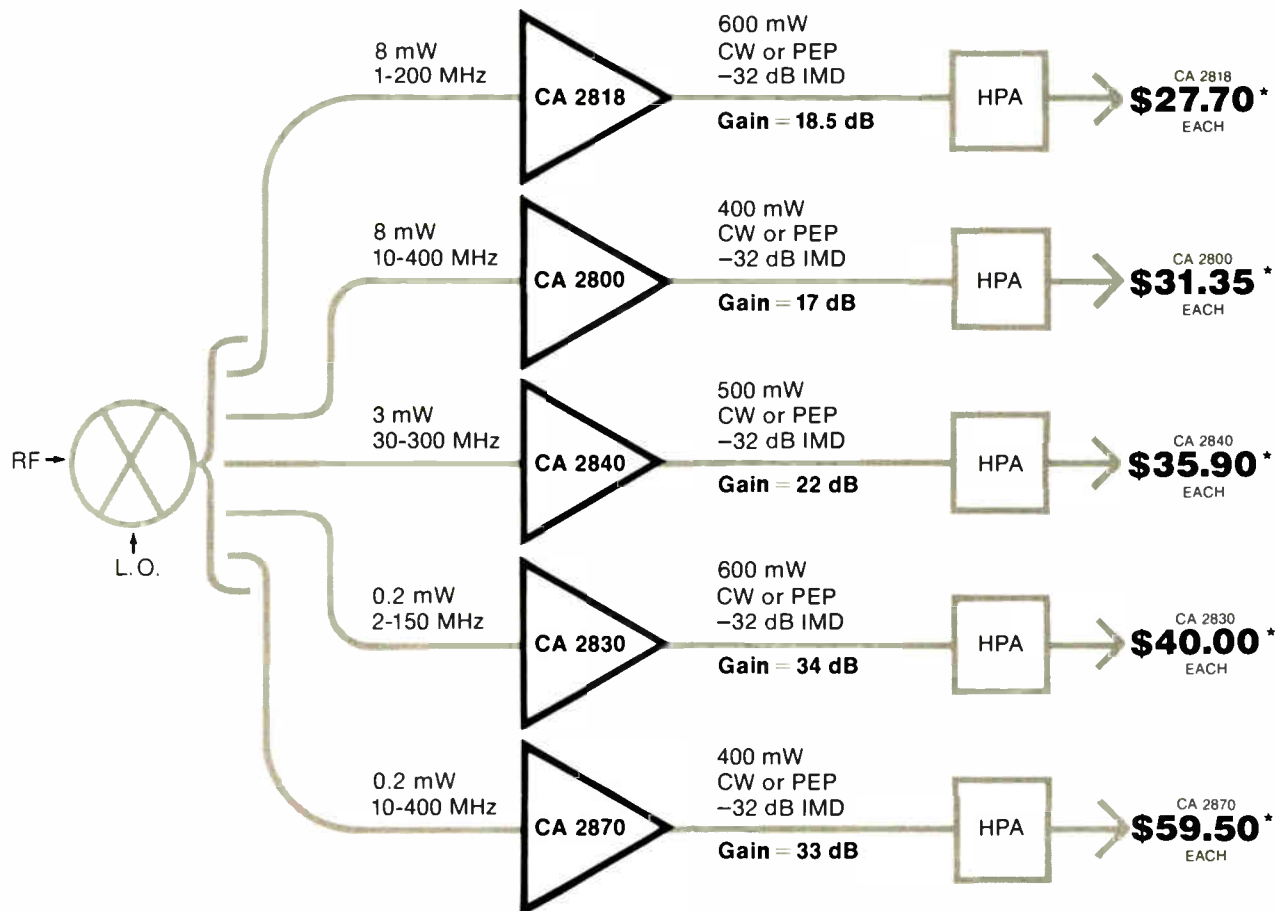 8 mW
1-200 MHz
CA 2818
600 mW
CW or PEP
–32 dB IMD
Gain = 18.5 dB
HPA
CA 2818
$27.70*
EACH
8 mW
10-400 MHz
CA 2800
400 mW
CW or PEP
–32 dB IMD
Gain = 17 dB
HPA
CA 2800
$31.35*
EACH
RF
L.O.
3 mW
30-300 MHz
CA 2840
500 mW
CW or PEP
–32 dB IMD
Gain = 22 dB
HPA
CA 2840
$35.90*
EACH
0.2 mW
2-150 MHz
CA 2830
600 mW
CW or PEP
–32 dB IMD
Gain = 34 dB
HPA
CA 2830
$40.00*
EACH
0.2 mW
10-400 MHz
CA 2870
400 mW
CW or PEP
–32 dB IMD
Gain = 33 dB
HPA
CA 2870
$59.50*
EACH